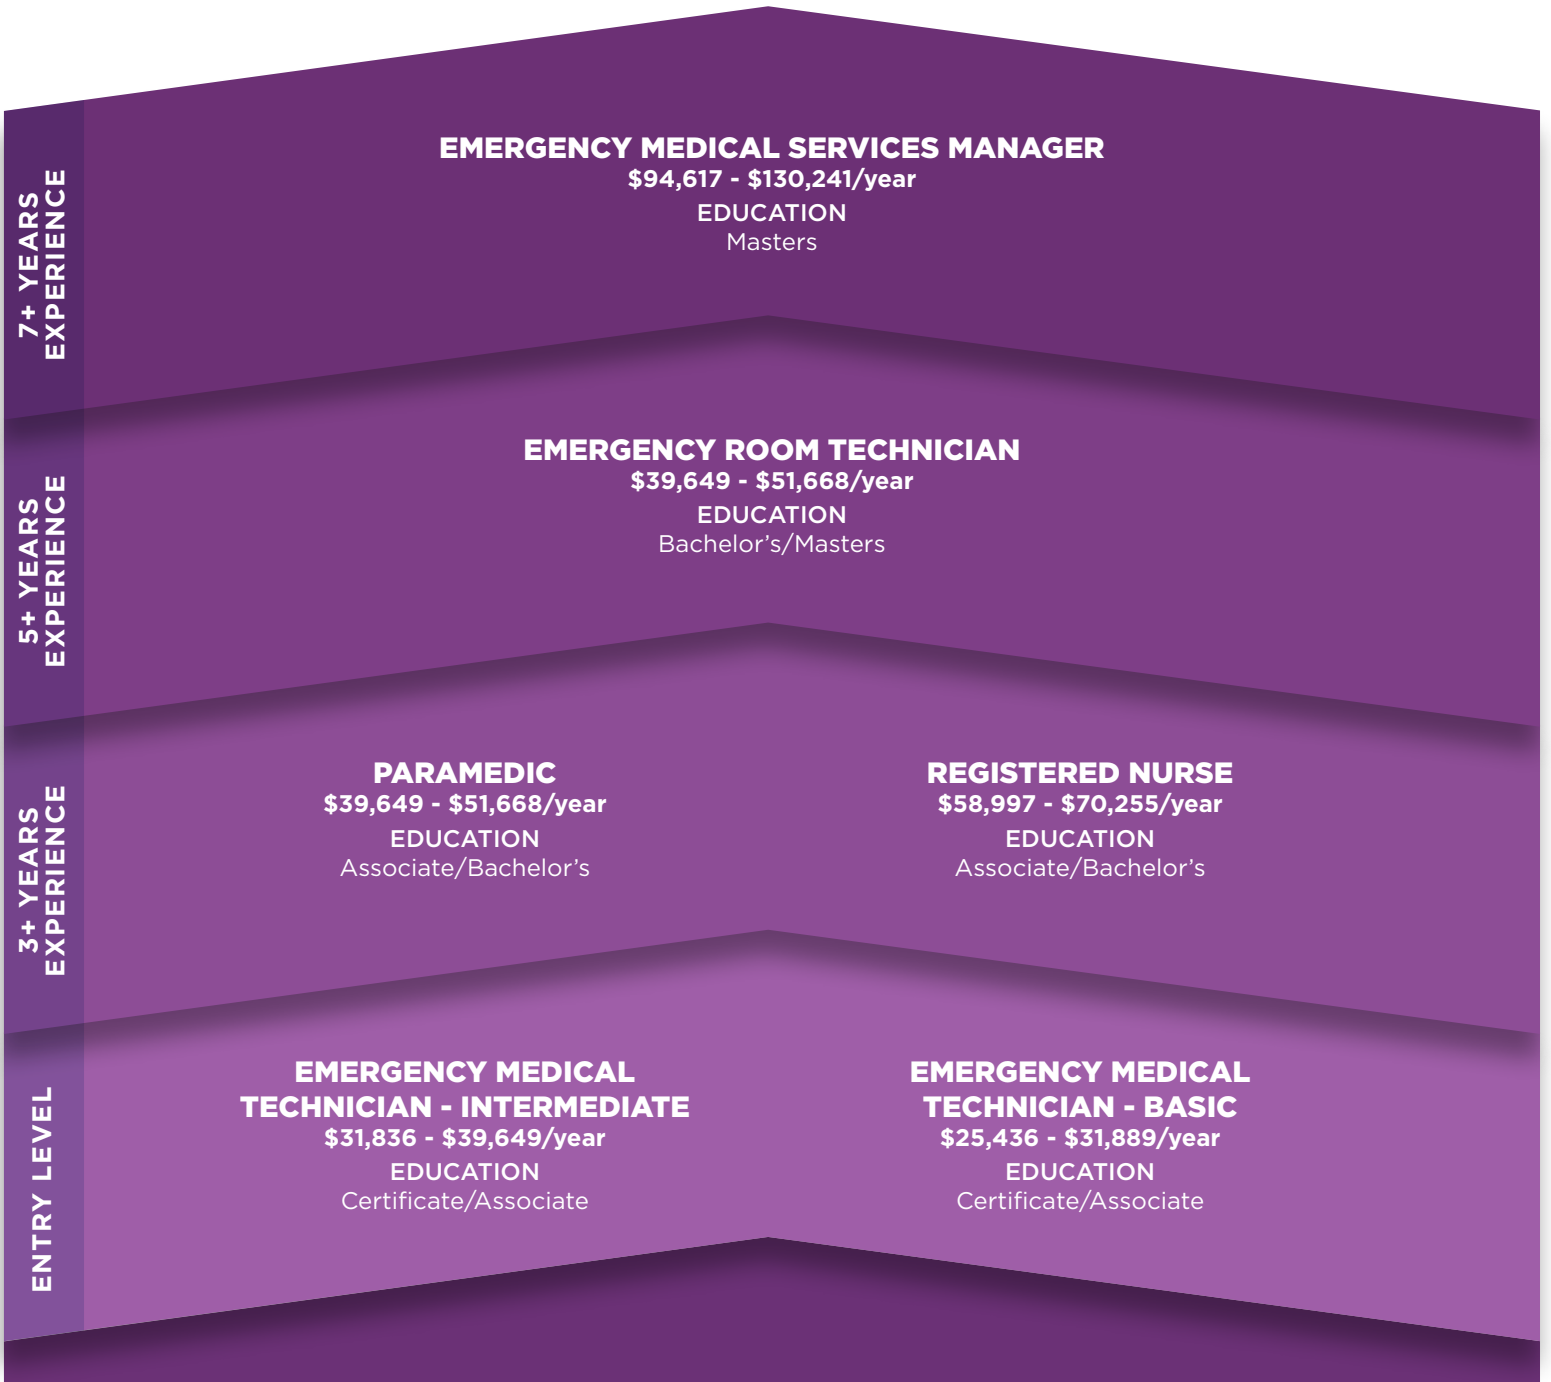 7+ YEARS
EXPERIENCE
EMERGENCY MEDICAL SERVICES MANAGER
$94,617 - $130,241/year
EDUCATION
Masters
5+ YEARS
EXPERIENCE
EMERGENCY ROOM TECHNICIAN
$39,649 - $51,668/year
EDUCATION
Bachelor’s/Masters
3+ YEARS
EXPERIENCE
PARAMEDIC
$39,649 - $51,668/year
EDUCATION
Associate/Bachelor’s
REGISTERED NURSE
$58,997 - $70,255/year
EDUCATION
Associate/Bachelor’s
ENTRY LEVEL
EMERGENCY MEDICAL
TECHNICIAN - INTERMEDIATE
$31,836 - $39,649/year
EDUCATION
Certificate/Associate
EMERGENCY MEDICAL
TECHNICIAN - BASIC
$25,436 - $31,889/year
EDUCATION
Certificate/Associate